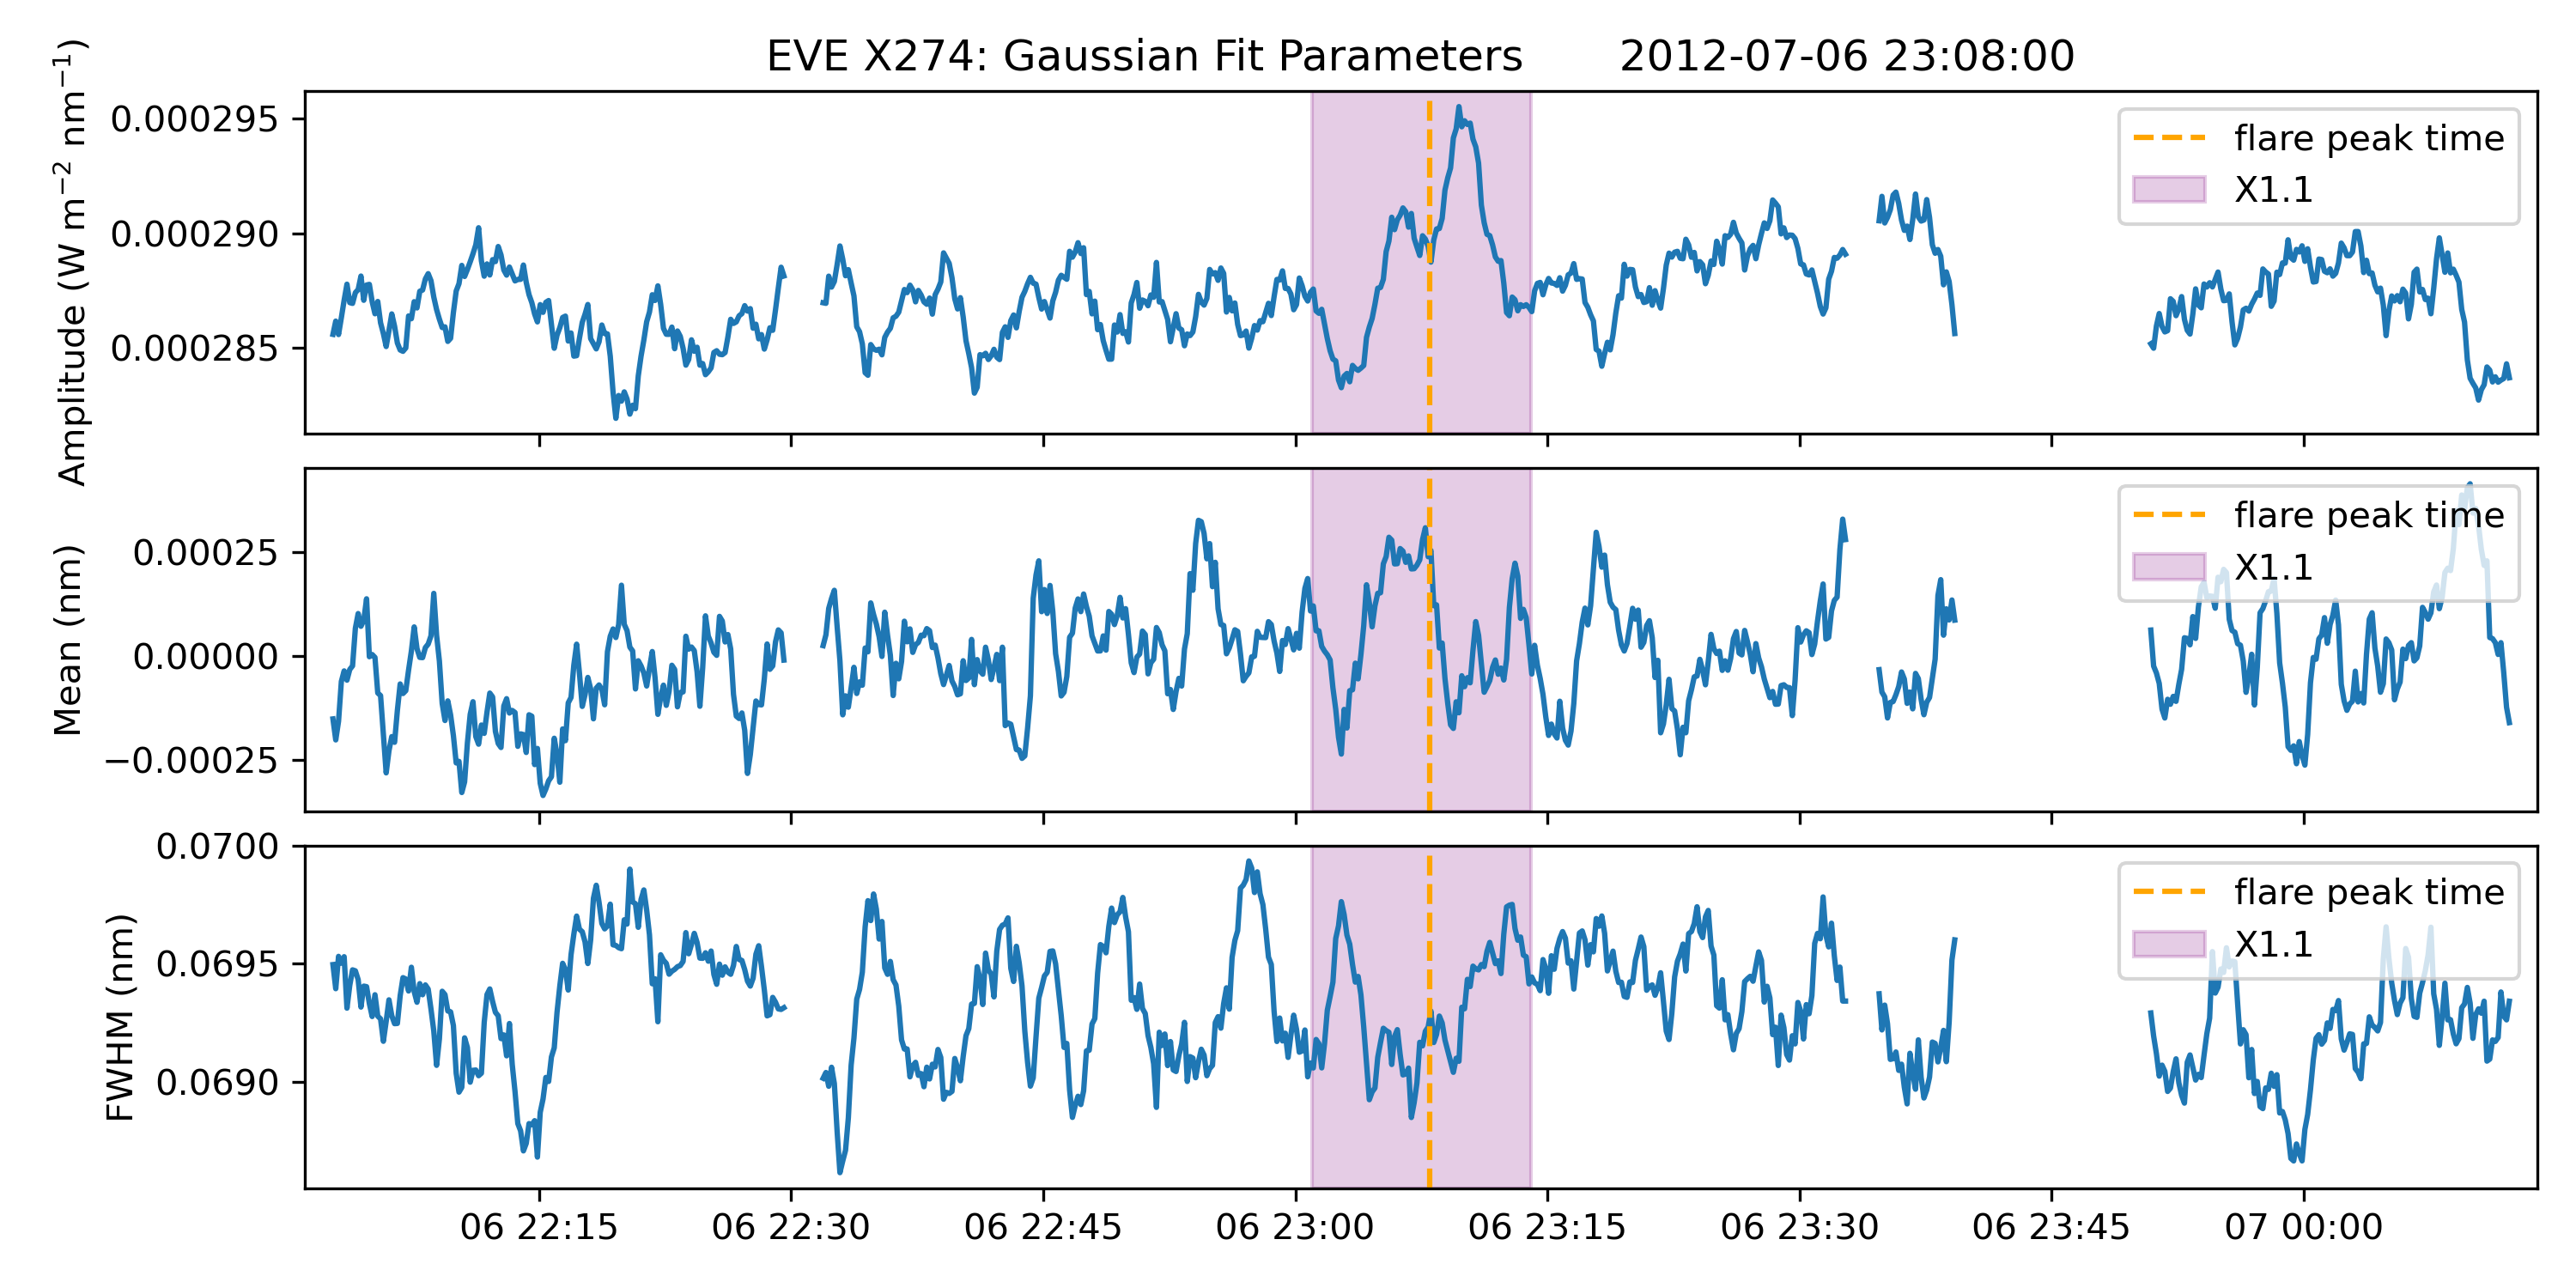 EVE X274: Gaussian Fit Parameters 2012-07-06 23:08:00
Amplitude (W m⁻² nm⁻¹)
0.000295
0.000290
0.000285
flare peak time
X1.1
Mean (nm)
0.00025
0.00000
−0.00025
flare peak time
X1.1
FWHM (nm)
0.0700
0.0695
0.0690
flare peak time
X1.1
06 22:15 06 22:30 06 22:45 06 23:00 06 23:15 06 23:30 06 23:45 07 00:00